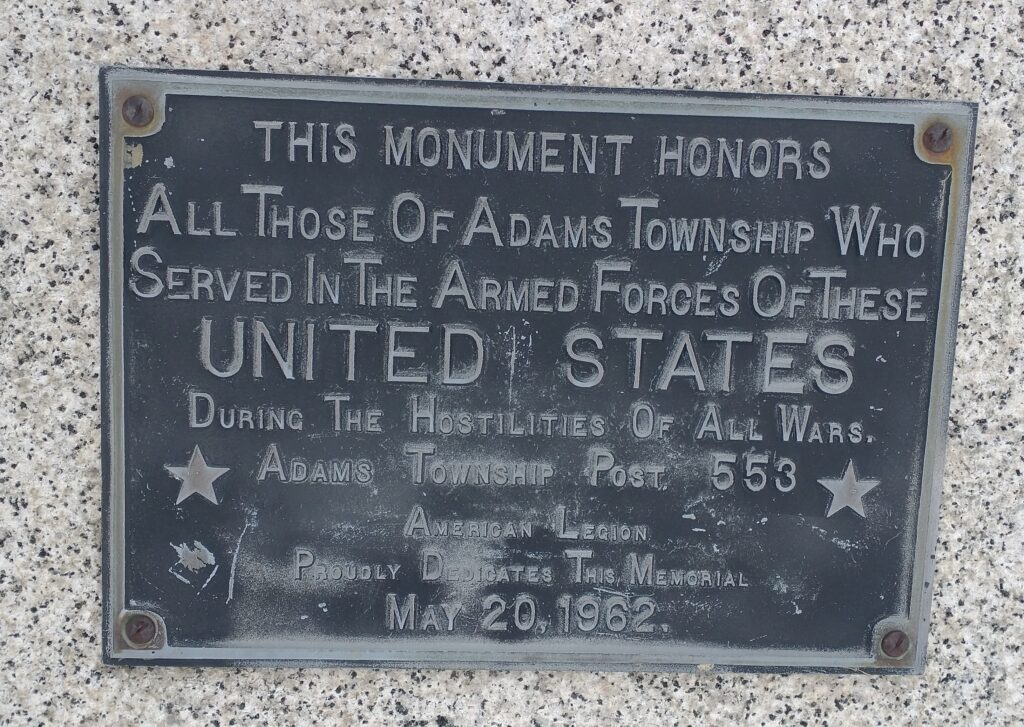 THIS MONUMENT HONORS
ALL THOSE OF ADAMS TOWNSHIP WHO
SERVED IN THE ARMED FORCES OF THESE
UNITED STATES
DURING THE HOSTILITIES OF ALL WARS.
ADAMS TOWNSHIP POST. 553
AMERICAN LEGION
PROUDLY DEDICATES THIS MEMORIAL
MAY 20, 1962.